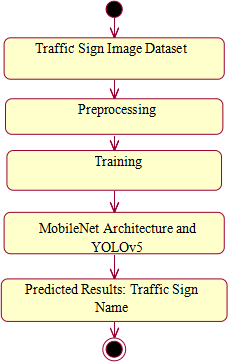 Traffic Sign Image Dataset
Preprocessing
Training
MobileNet Architecture and
YOLOv5
Predicted Results: Traffic Sign
Name